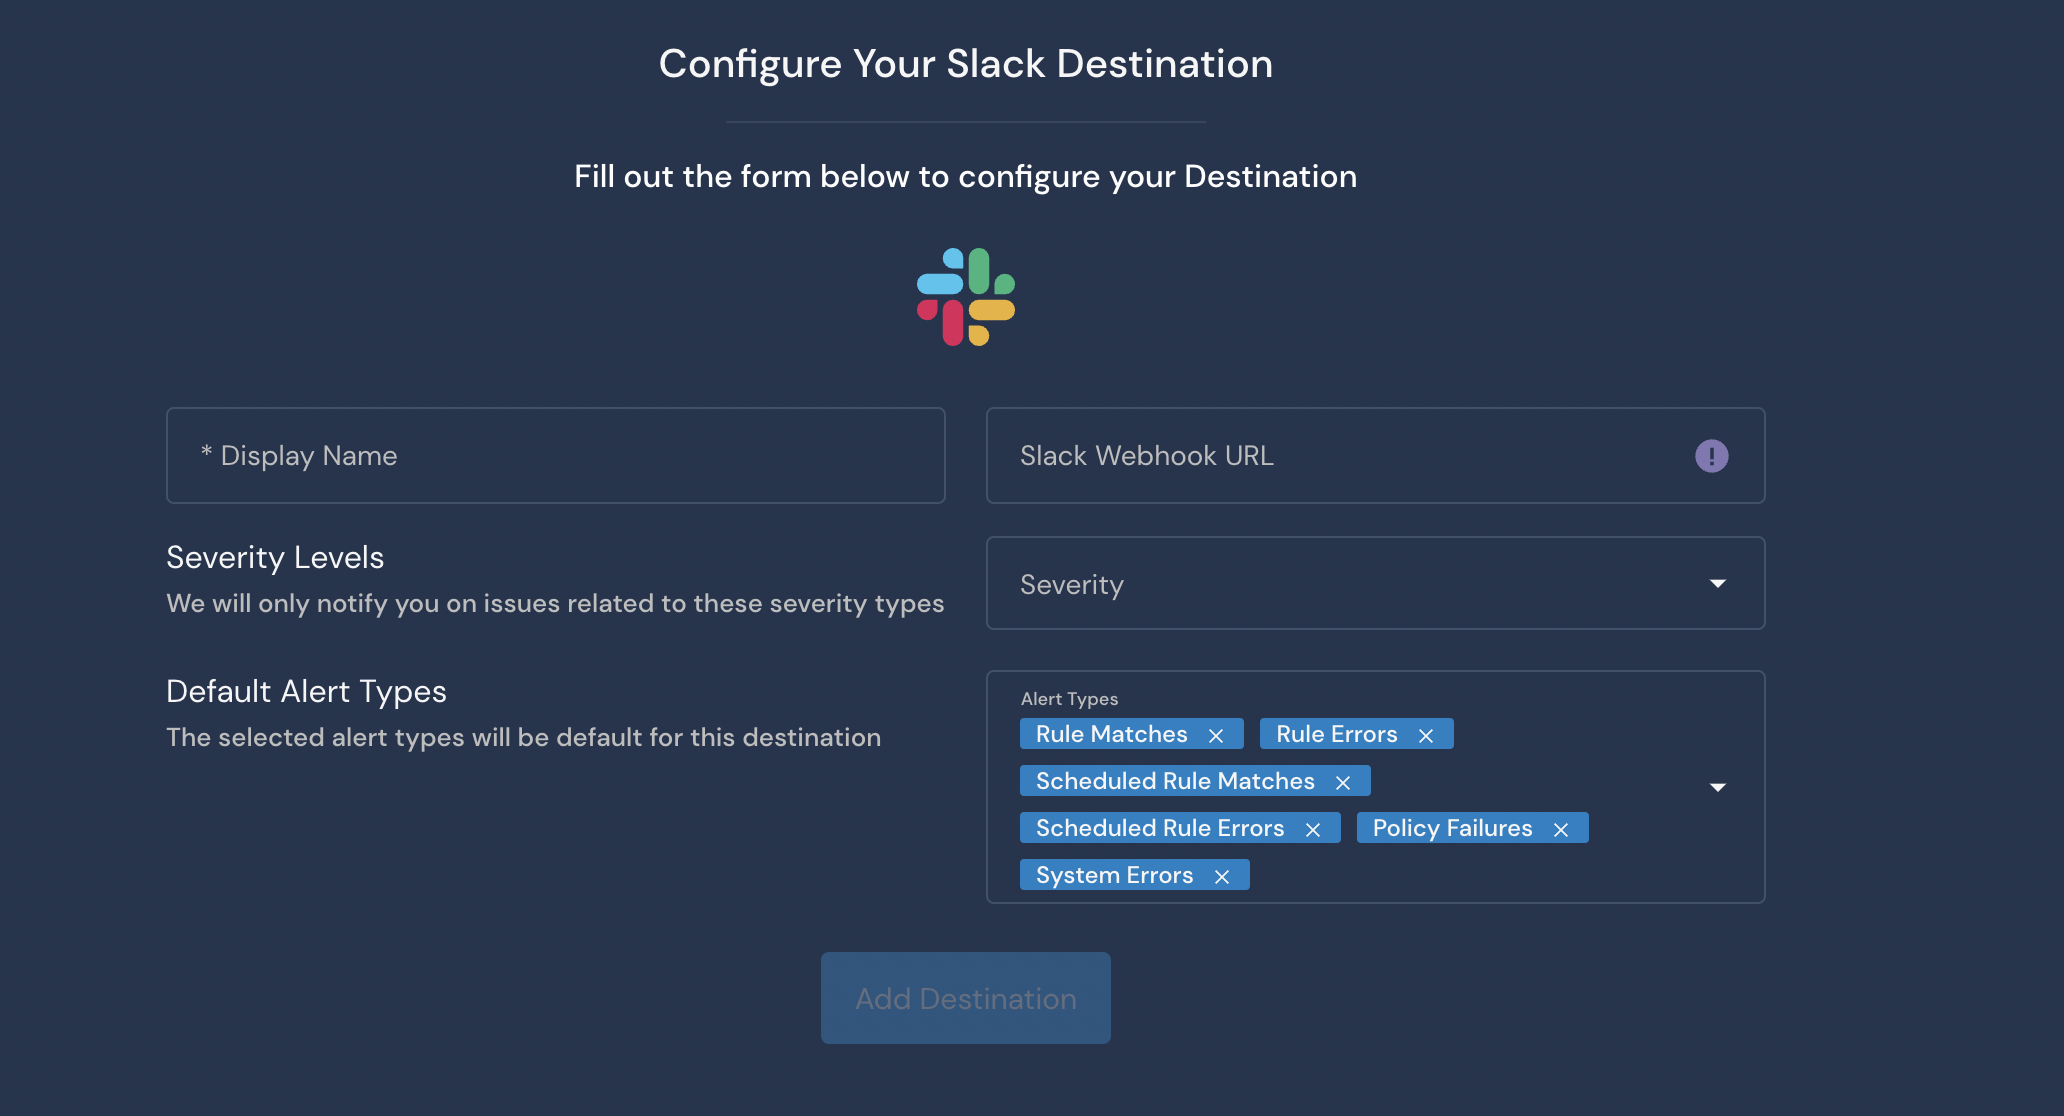 Configure Your Slack Destination
Fill out the form below to configure your Destination
* Display Name
Slack Webhook URL
Severity Levels
We will only notify you on issues related to these severity types
Severity
Default Alert Types
The selected alert types will be default for this destination
Alert Types
Rule Matches
Rule Errors
Scheduled Rule Matches
Scheduled Rule Errors
Policy Failures
System Errors
Add Destination